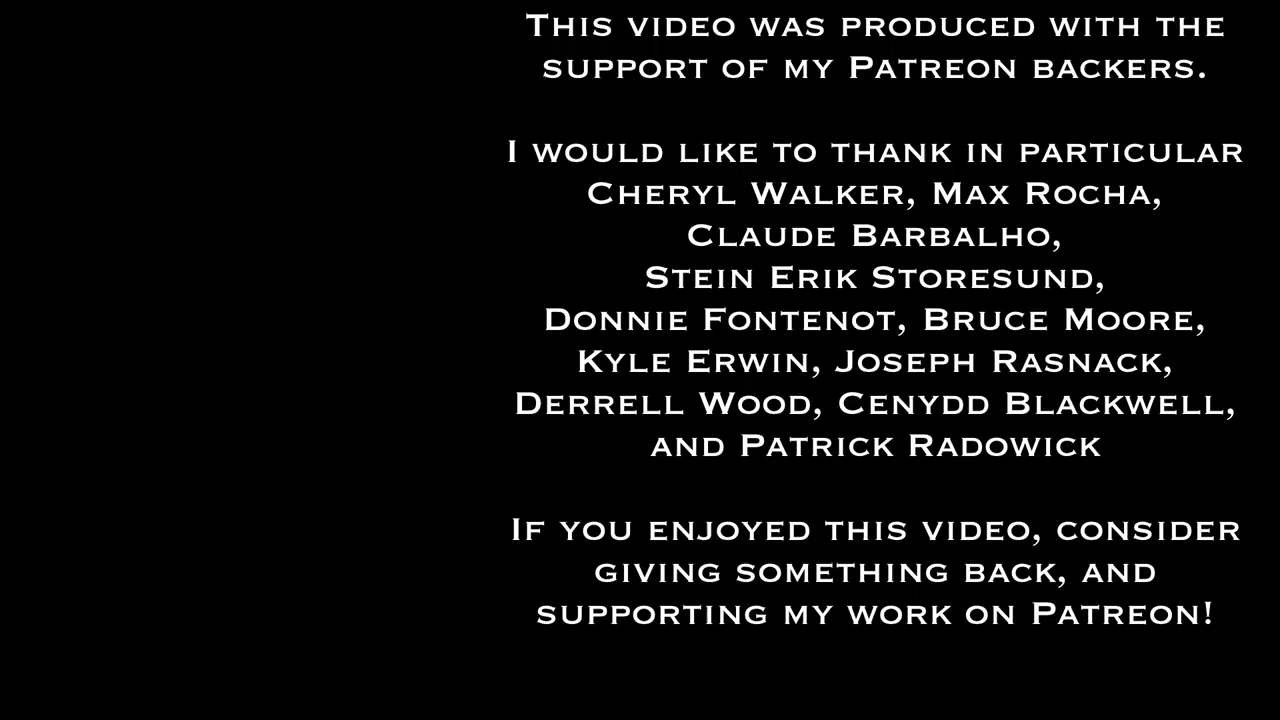 This video was produced with the
support of my Patreon backers.
I would like to thank in particular
Cheryl Walker, Max Rocha,
Claude Barbalho,
Stein Erik Storesund,
Donnie Fontenot, Bruce Moore,
Kyle Erwin, Joseph Rasnack,
Derrell Wood, Cenydd Blackwell,
and Patrick Radowick
If you enjoyed this video, consider
giving something back, and
supporting my work on Patreon!